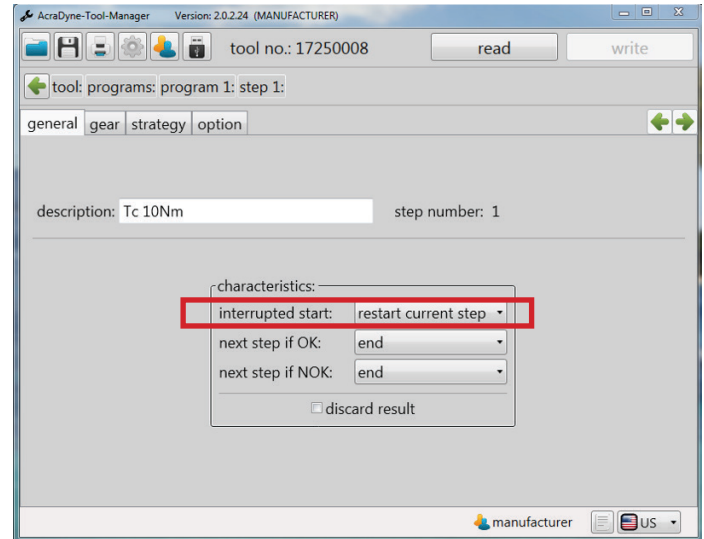 AcraDyne-Tool-Manager Version: 2.0.2.24 (MANUFACTURER)
tool no.: 17250008 read write
tool: programs: program 1: step 1:
general gear strategy option
description: Tc 10Nm step number: 1
characteristics:
interrupted start: restart current step
next step if OK: end
next step if NOK: end
discard result
manufacturer US